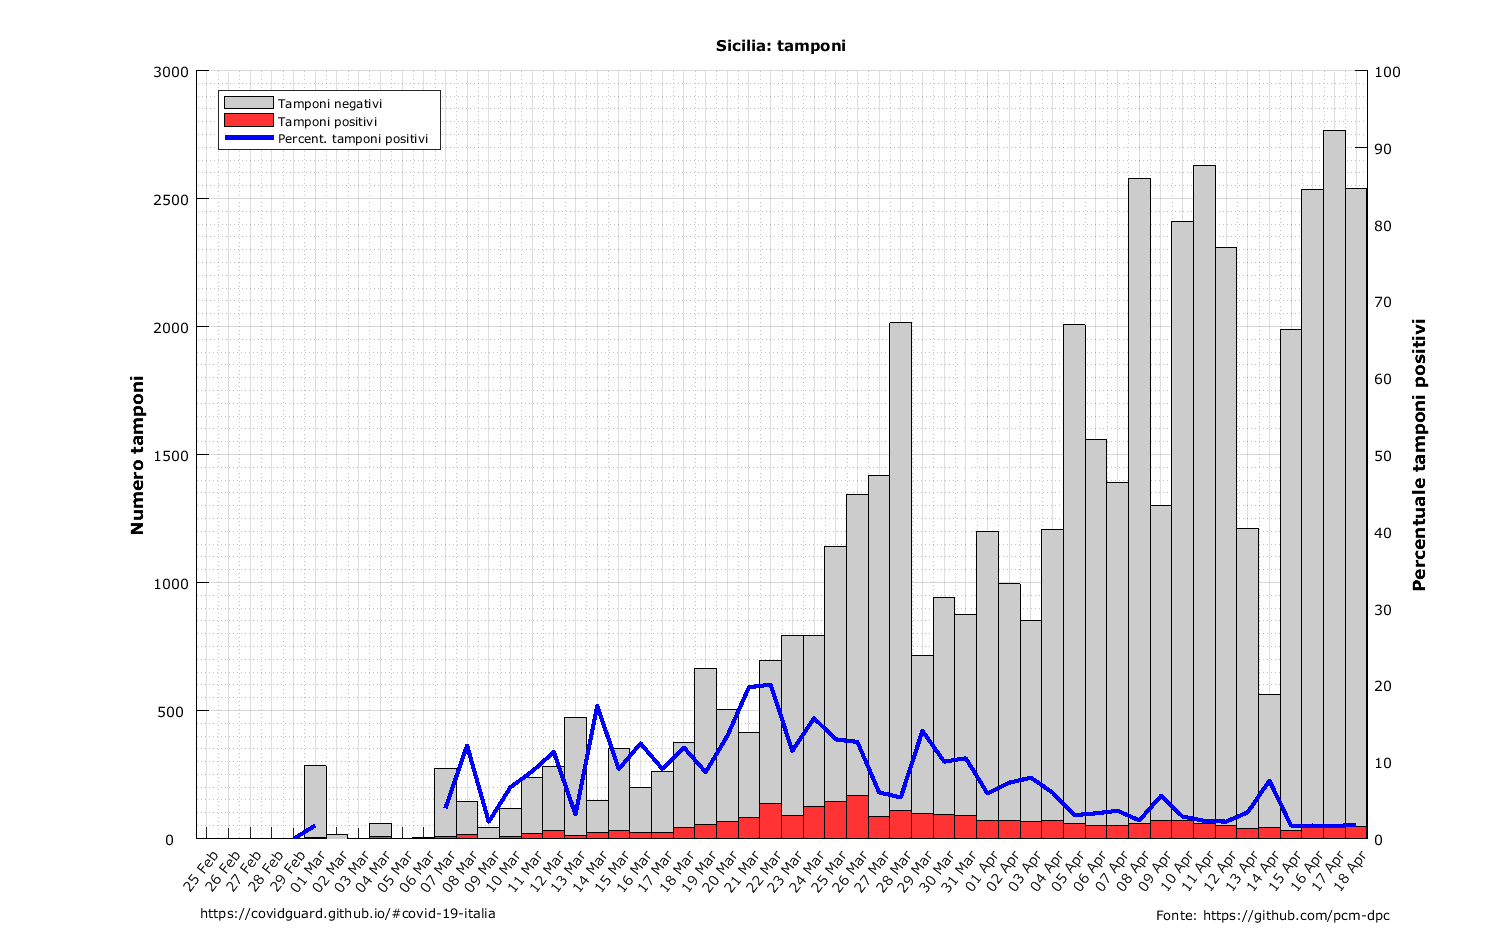 Sicilia: tamponi
3000
2500
2000
1500
1000
500
0
Numero tamponi
Tamponi negativi
Tamponi positivi
Percent. tamponi positivi
100
90
80
70
60
50
40
30
20
10
0
Percentuale tamponi positivi
25 Feb
26 Feb
27 Feb
28 Feb
29 Feb
01 Mar
02 Mar
03 Mar
04 Mar
05 Mar
06 Mar
07 Mar
08 Mar
09 Mar
10 Mar
11 Mar
12 Mar
13 Mar
14 Mar
15 Mar
16 Mar
17 Mar
18 Mar
19 Mar
20 Mar
21 Mar
22 Mar
23 Mar
24 Mar
25 Mar
26 Mar
27 Mar
28 Mar
29 Mar
30 Mar
31 Mar
01 Apr
02 Apr
03 Apr
04 Apr
05 Apr
06 Apr
07 Apr
08 Apr
09 Apr
10 Apr
11 Apr
12 Apr
13 Apr
14 Apr
15 Apr
16 Apr
17 Apr
18 Apr
https://covidguard.github.io/#covid-19-italia
Fonte: https://github.com/pcm-dpc